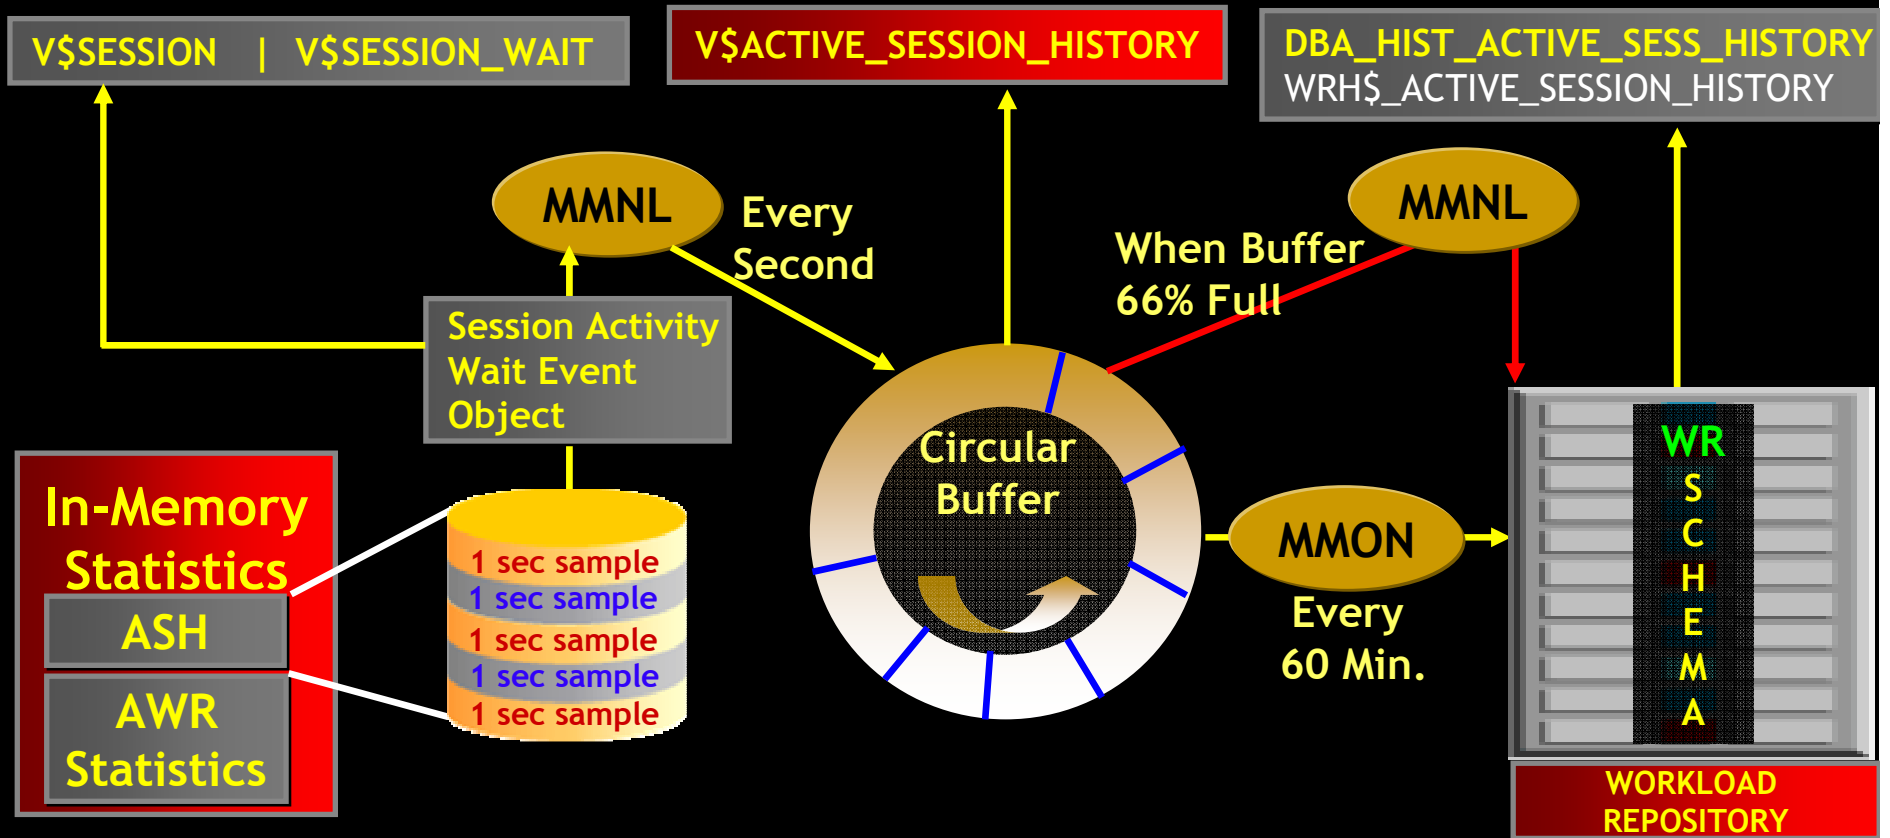 V$SESSION | V$SESSION_WAIT
V$ACTIVE_SESSION_HISTORY
DBA_HIST_ACTIVE_SESS_HISTORY
WRH$_ACTIVE_SESSION_HISTORY
MMNL
Every
Second
MMNL
When Buffer
66% Full
Session Activity
Wait Event
Object
Circular
Buffer
In-Memory
Statistics
ASH
AWR
Statistics
1 sec sample
1 sec sample
1 sec sample
1 sec sample
1 sec sample
MMON
Every
60 Min.
WR
S
C
H
E
M
A
WORKLOAD
REPOSITORY